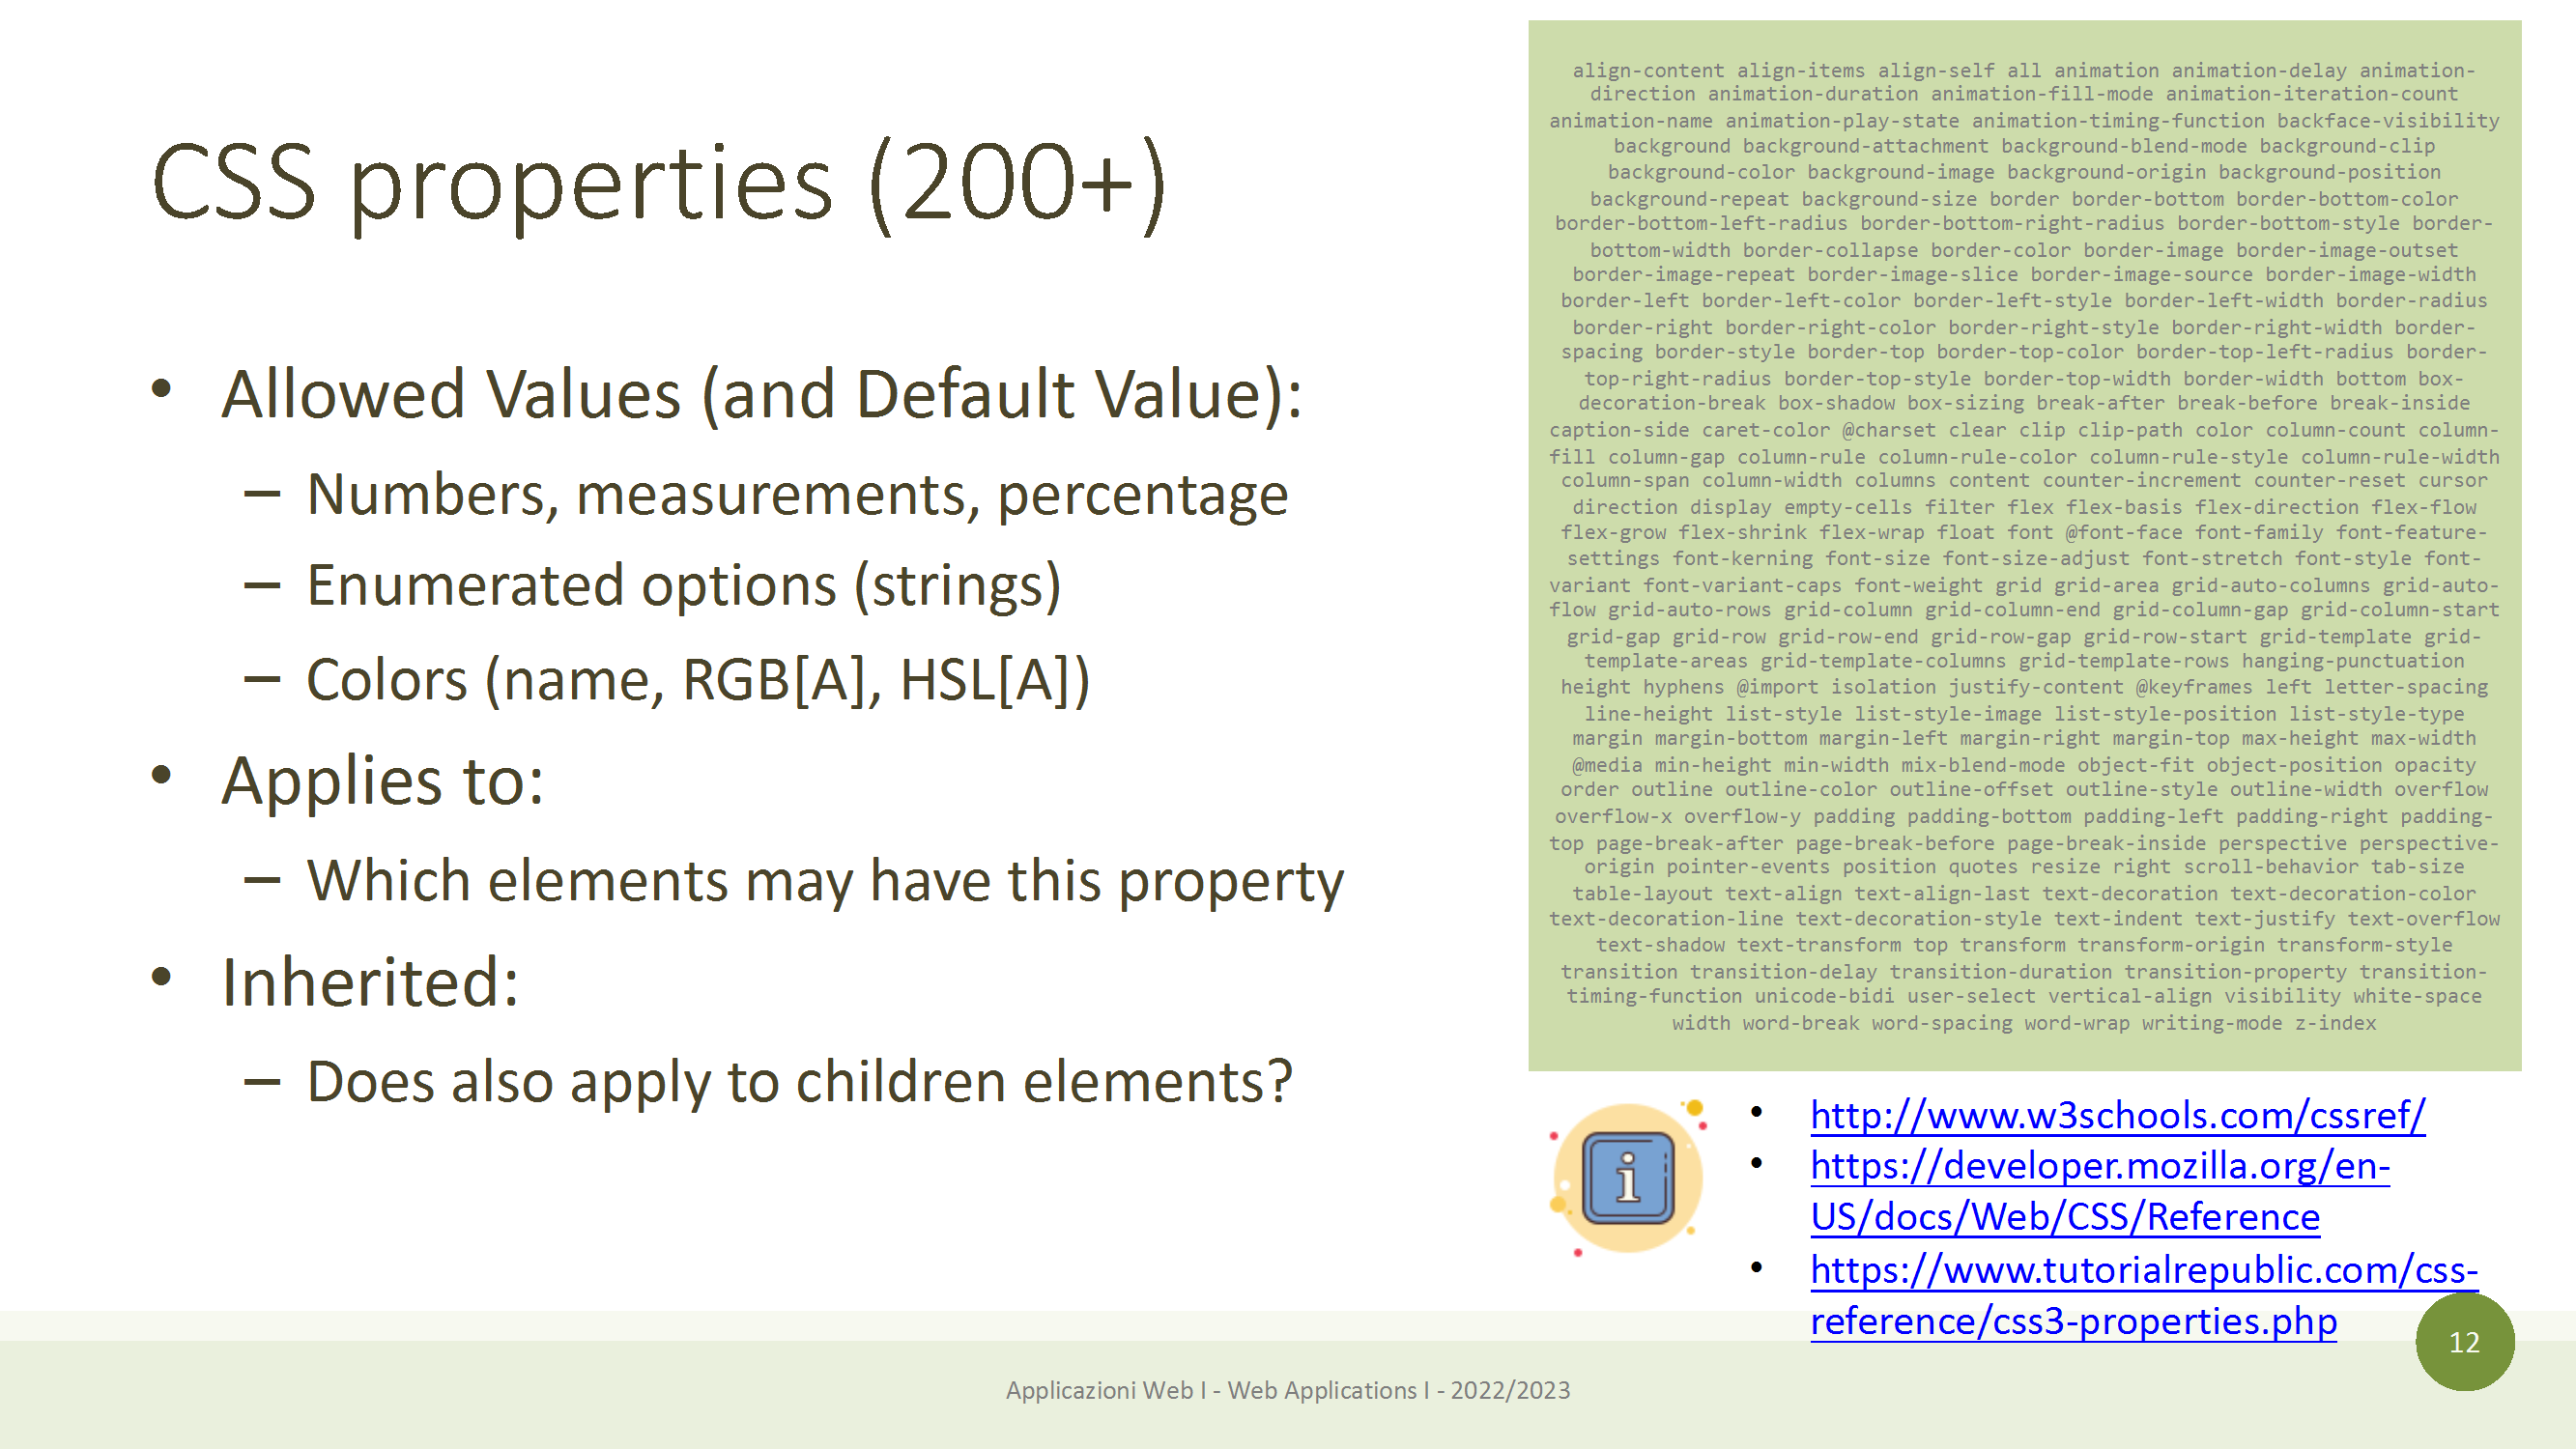 CSS properties (200+)
• Allowed Values (and Default Value):
– Numbers, measurements, percentage
– Enumerated options (strings)
– Colors (name, RGB[A], HSL[A])
• Applies to:
– Which elements may have this property
• Inherited:
– Does also apply to children elements?
align-content align-items align-self all animation animation-delay animation-
direction animation-duration animation-fill-mode animation-iteration-count
animation-name animation-play-state animation-timing-function backface-visibility
background background-attachment background-blend-mode background-clip
background-color background-image background-origin background-position
background-repeat background-size border border-bottom border-bottom-color
border-bottom-left-radius border-bottom-right-radius border-bottom-style border-
bottom-width border-collapse border-color border-image border-image-outset
border-image-repeat border-image-slice border-image-source border-image-width
border-left border-left-color border-left-style border-left-width border-radius
border-right border-right-color border-right-style border-right-width border-
spacing border-style border-top border-top-color border-top-left-radius border-
top-right-radius border-top-style border-top-width border-width bottom box-
decoration-break box-shadow box-sizing break-after break-before break-inside
caption-side caret-color @charset clear clip clip-path color column-count column-
fill column-gap column-rule column-rule-color column-rule-style column-rule-width
column-span column-width columns content counter-increment counter-reset cursor
direction display empty-cells filter flex flex-basis flex-direction flex-flow
flex-grow flex-shrink flex-wrap float font @font-face font-family font-feature-
settings font-kerning font-size font-size-adjust font-stretch font-style font-
variant font-variant-caps font-weight grid grid-area grid-auto-columns grid-auto-
flow grid-auto-rows grid-column grid-column-end grid-column-gap grid-column-start
grid-gap grid-row grid-row-end grid-row-gap grid-row-start grid-template grid-
template-areas grid-template-columns grid-template-rows hanging-punctuation
height hyphens @import isolation justify-content @keyframes left letter-spacing
line-height list-style list-style-image list-style-position list-style-type
margin margin-bottom margin-left margin-right margin-top max-height max-width
@media min-height min-width mix-blend-mode object-fit object-position opacity
order outline outline-color outline-offset outline-style outline-width overflow
overflow-x overflow-y padding padding-bottom padding-left padding-right padding-
top page-break-after page-break-before page-break-inside perspective perspective-
origin pointer-events position quotes resize right scroll-behavior tab-size
table-layout text-align text-align-last text-decoration text-decoration-color
text-decoration-line text-decoration-style text-indent text-justify text-overflow
text-shadow text-transform top transform transform-origin transform-style
transition transition-delay transition-duration transition-property transition-
timing-function unicode-bidi user-select vertical-align visibility white-space
width word-break word-spacing word-wrap writing-mode z-index
i
• http://www.w3schools.com/cssref/
• https://developer.mozilla.org/en-
US/docs/Web/CSS/Reference
• https://www.tutorialrepublic.com/css-
reference/css3-properties.php
12
Applicazioni Web I - Web Applications I - 2022/2023